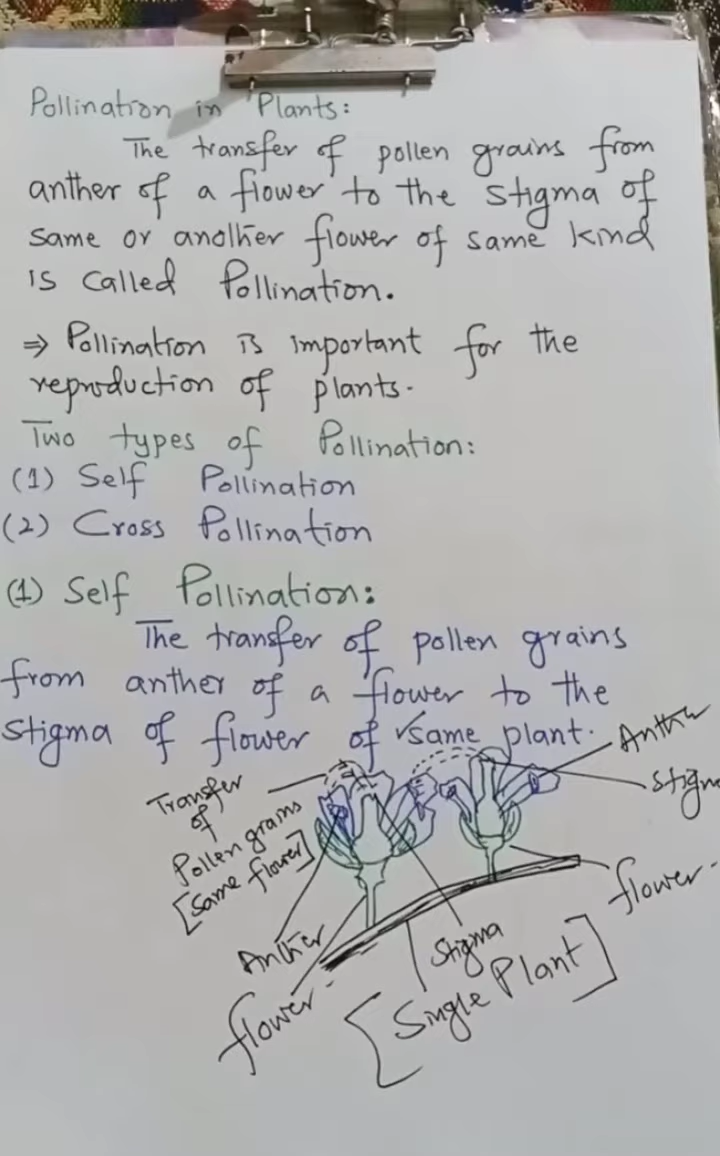 Pollination in Plants:
The transfer of pollen grains from
anther of a flower to the stigma of
same or another flower of same kind
is called Pollination.
⇒ Pollination is important for the
reproduction of plants.
Two types of Pollination:
(1) Self Pollination
(2) Cross Pollination
(1) Self Pollination:
The transfer of pollen grains
from anther of a flower to the
stigma of flower of same plant.
Anther
Stigm
Transfer
of
Pollen grains
[Same flower]
flower.
Anther
Stigma
flower.
[Single Plant]